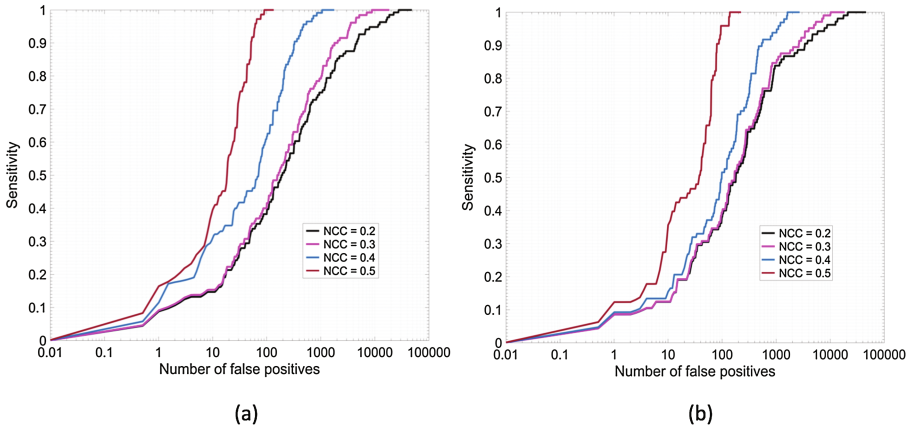 1
0.9
0.8
0.7
0.6
0.5
0.4
0.3
0.2
0.1
0
Sensitivity
NCC = 0.2
NCC = 0.3
NCC = 0.4
NCC = 0.5
0.01 0.1 1 10 100 1000 10000 100000
Number of false positives
(a)
1
0.9
0.8
0.7
0.6
0.5
0.4
0.3
0.2
0.1
0
Sensitivity
NCC = 0.2
NCC = 0.3
NCC = 0.4
NCC = 0.5
0.01 0.1 1 10 100 1000 10000 100000
Number of false positives
(b)